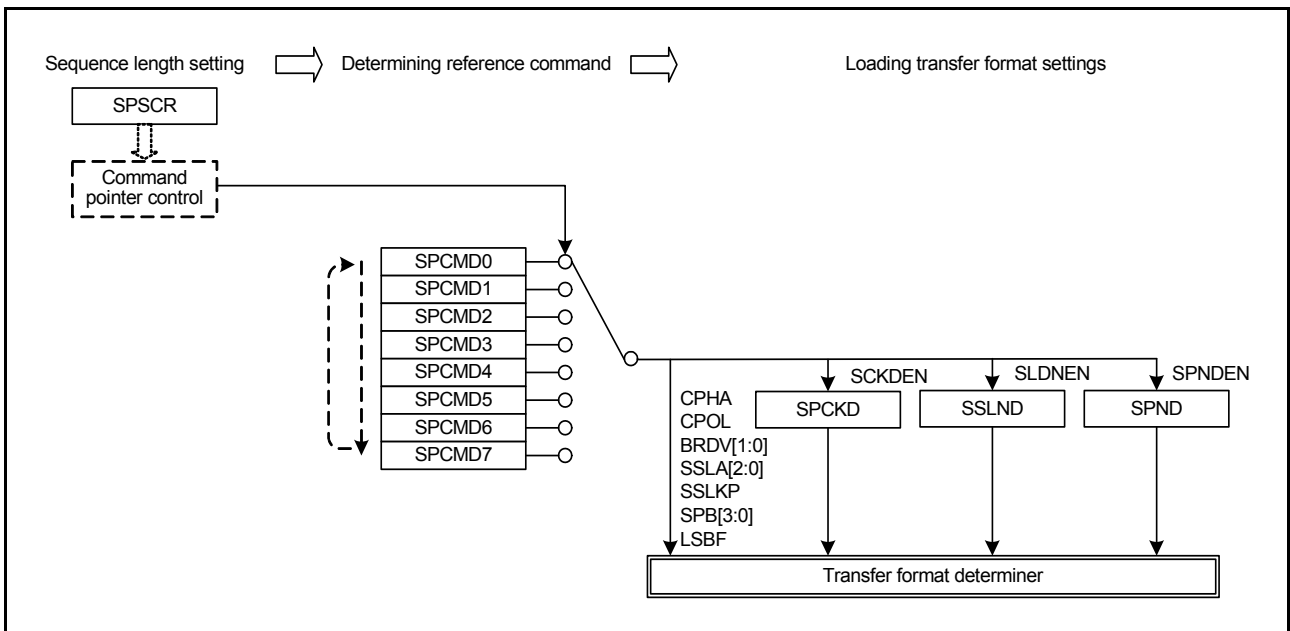 Sequence length setting
Determining reference command
Loading transfer format settings
SPSCR
Command
pointer control
SPCMD0
SPCMD1
SPCMD2
SPCMD3
SPCMD4
SPCMD5
SPCMD6
SPCMD7
CPHA
CPOL
BRDV[1:0]
SSLA[2:0]
SSLKP
SPB[3:0]
LSBF
SCKDEN
SPCKD
SLDNEN
SSLND
SPNDEN
SPND
Transfer format determiner